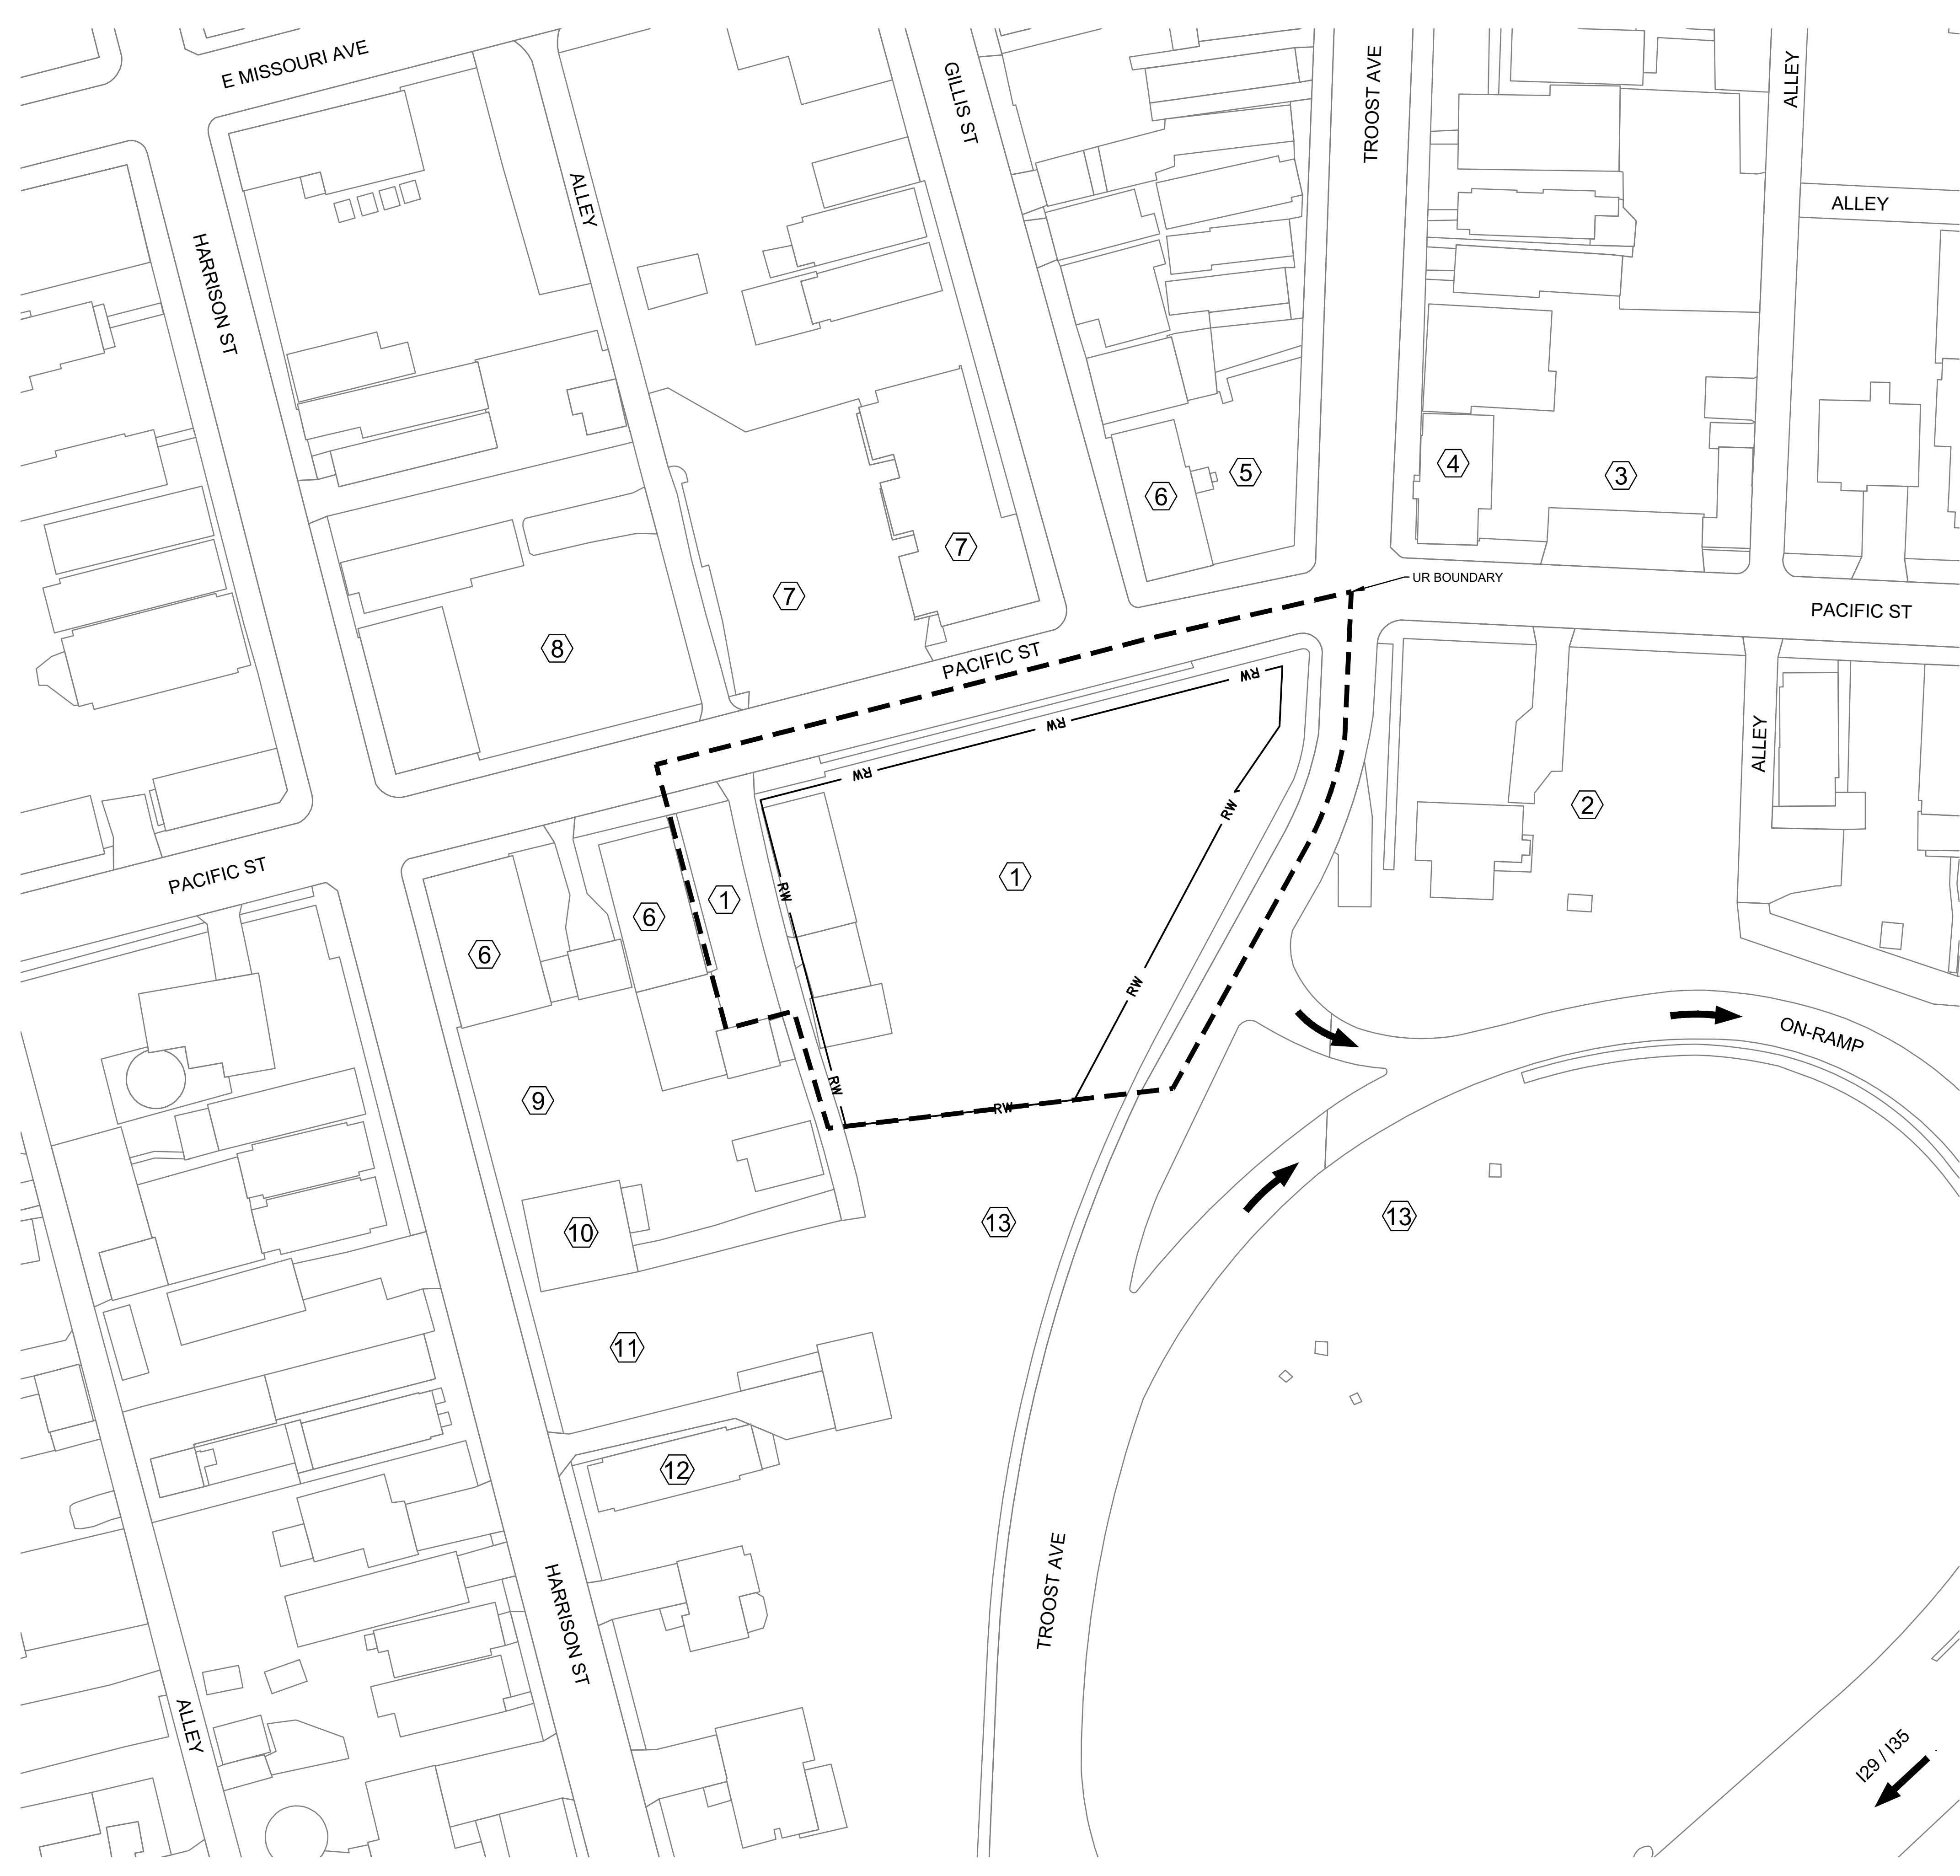 E MISSOURI AVE
GILLIS ST
TROOST AVE
ALLEY
ALLEY
ALLEY
HARRISON ST
4
5
3
6
7
7
UR BOUNDARY
PACIFIC ST
8
PACIFIC ST
RW
RW
RW
ALLEY
RW
2
PACIFIC ST
1
RW
1
6
6
RW
ON-RAMP
RW
9
RW
13
13
10
11
12
TROOST AVE
HARRISON ST
ALLEY
I29 / I35